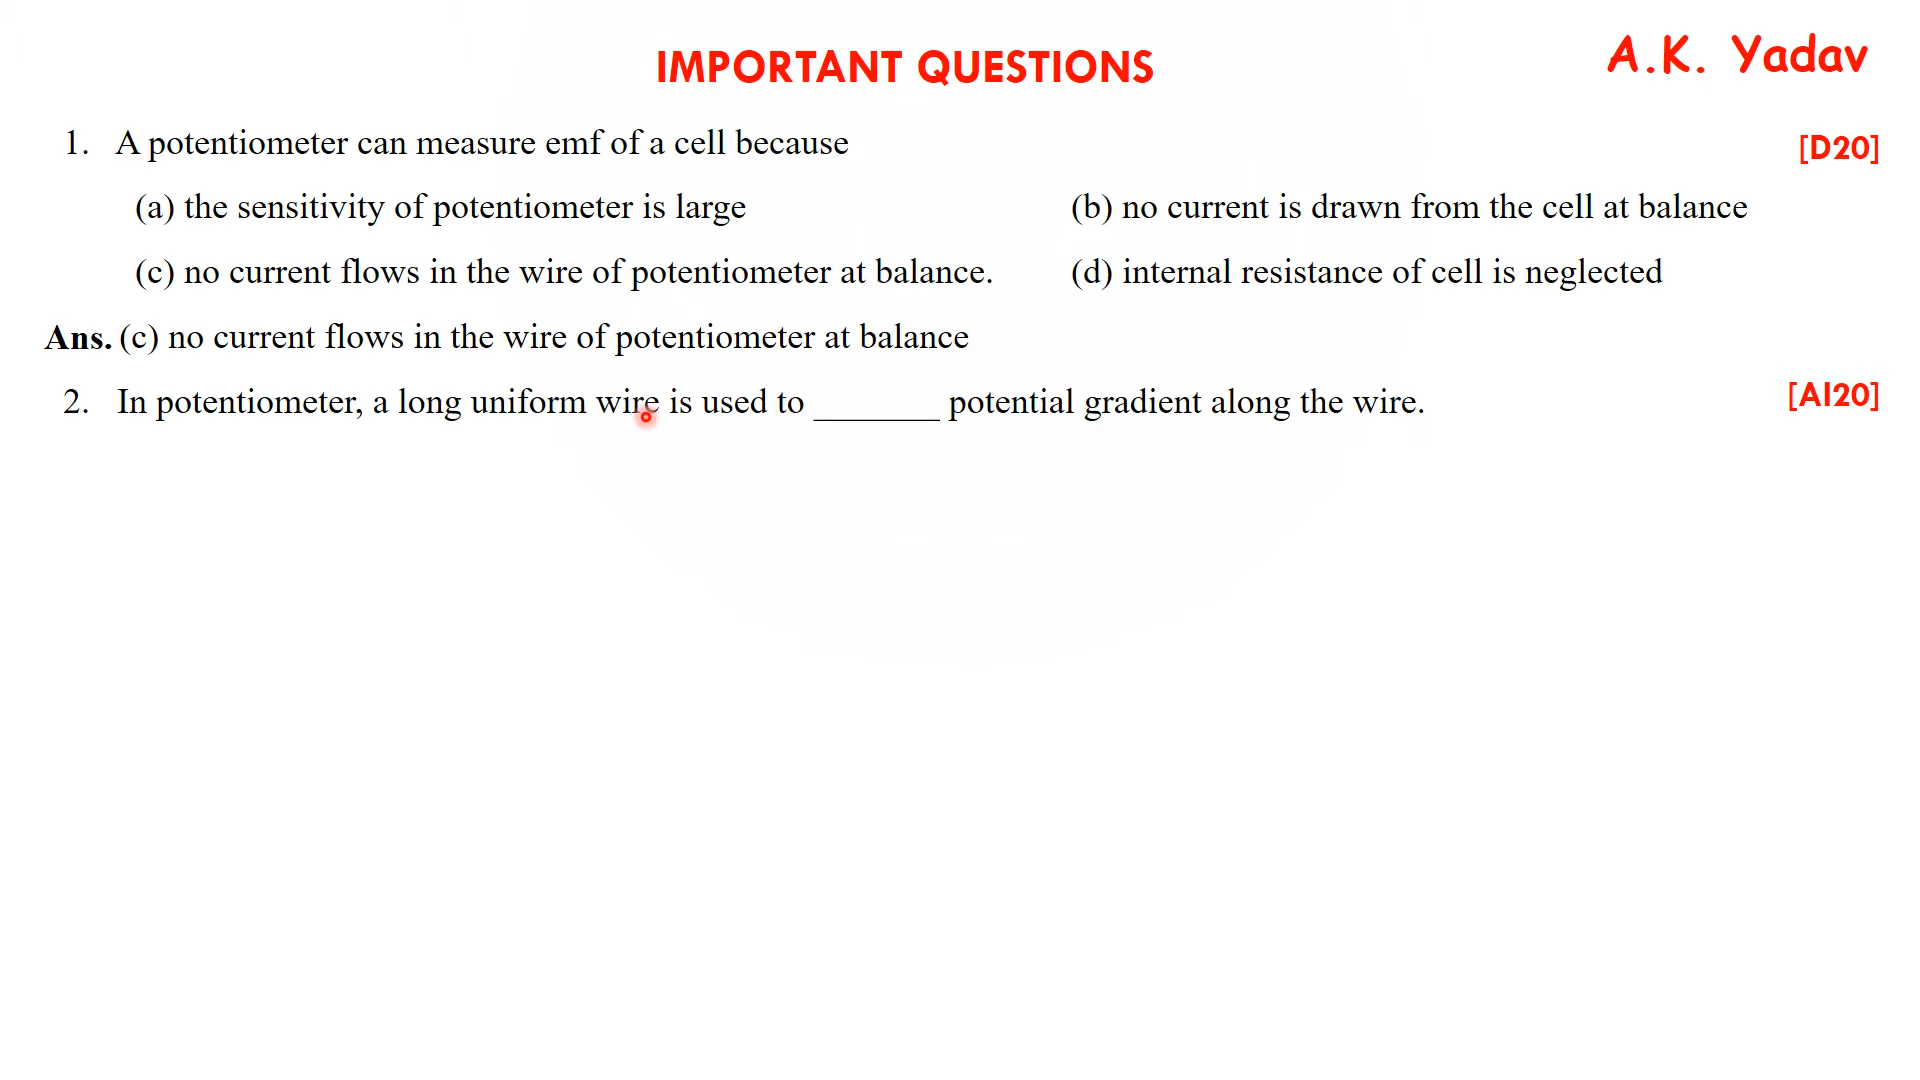 IMPORTANT QUESTIONS
A.K. Yadav
1. A potentiometer can measure emf of a cell because [D20]
(a) the sensitivity of potentiometer is large (b) no current is drawn from the cell at balance
(c) no current flows in the wire of potentiometer at balance. (d) internal resistance of cell is neglected
Ans. (c) no current flows in the wire of potentiometer at balance
2. In potentiometer, a long uniform wire is used to _______ potential gradient along the wire. [AI20]